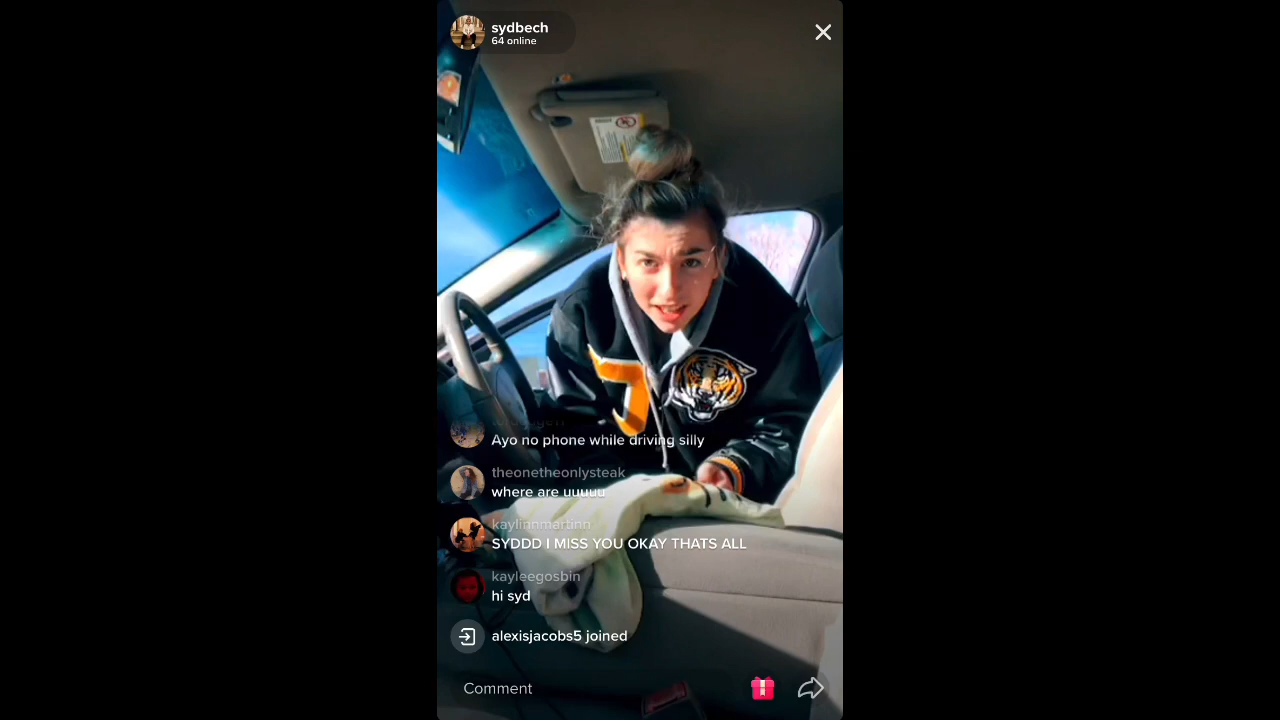 sydbech
64 online
Ayo no phone while driving silly
theonetheonlysteak
where are uuuuu
kaylinnmartinn
SYDDD I MISS YOU OKAY THATS ALL
kayleegosbin
hi syd
alexisjacobs5 joined
Comment